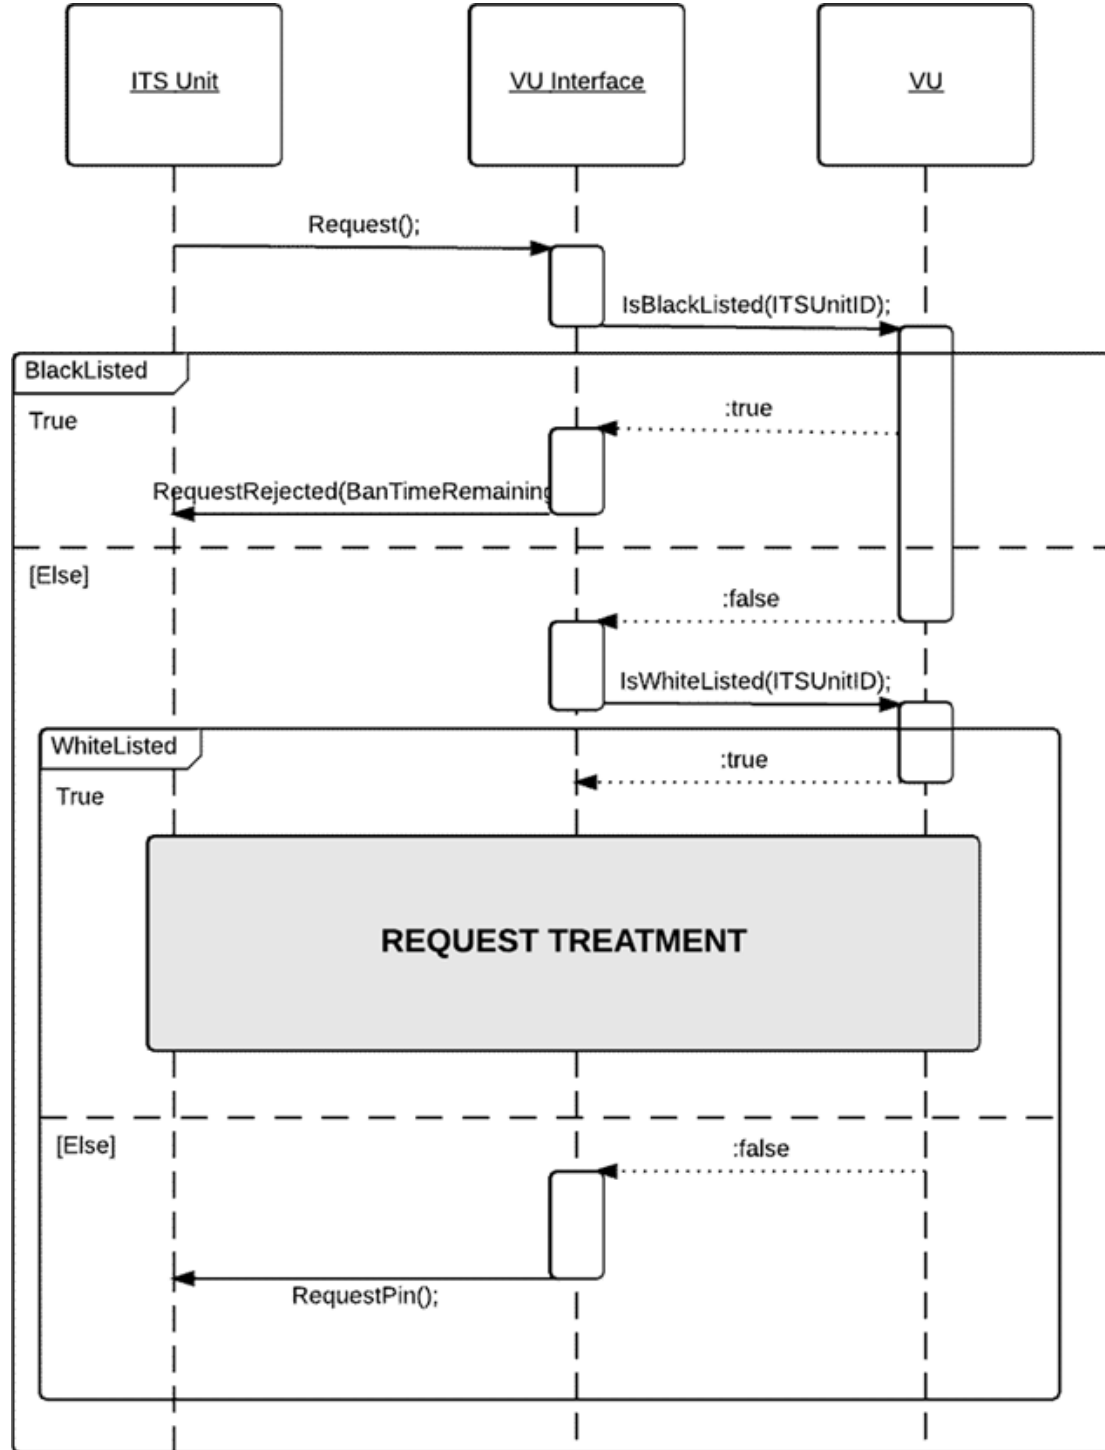 ITS Unit
VU Interface
VU
Request();
IsBlackListed(ITSUnitID);
BlackListed
True
:true
RequestRejected(BanTimeRemaining
[Else]
:false
IsWhiteListed(ITSUnitID);
WhiteListed
:true
True
REQUEST TREATMENT
[Else]
:false
RequestPin();